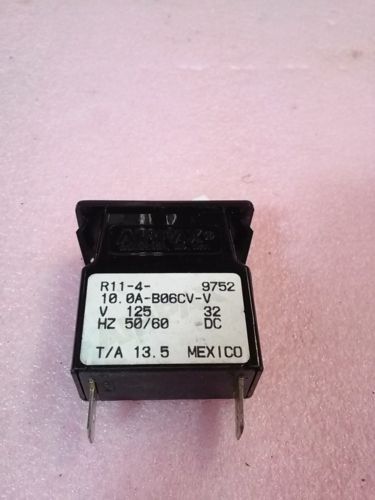 R11-4- 9752
10.0A-B06CV-V
V 125 32
HZ 50/60 DC
T/A 13.5 MEXICO